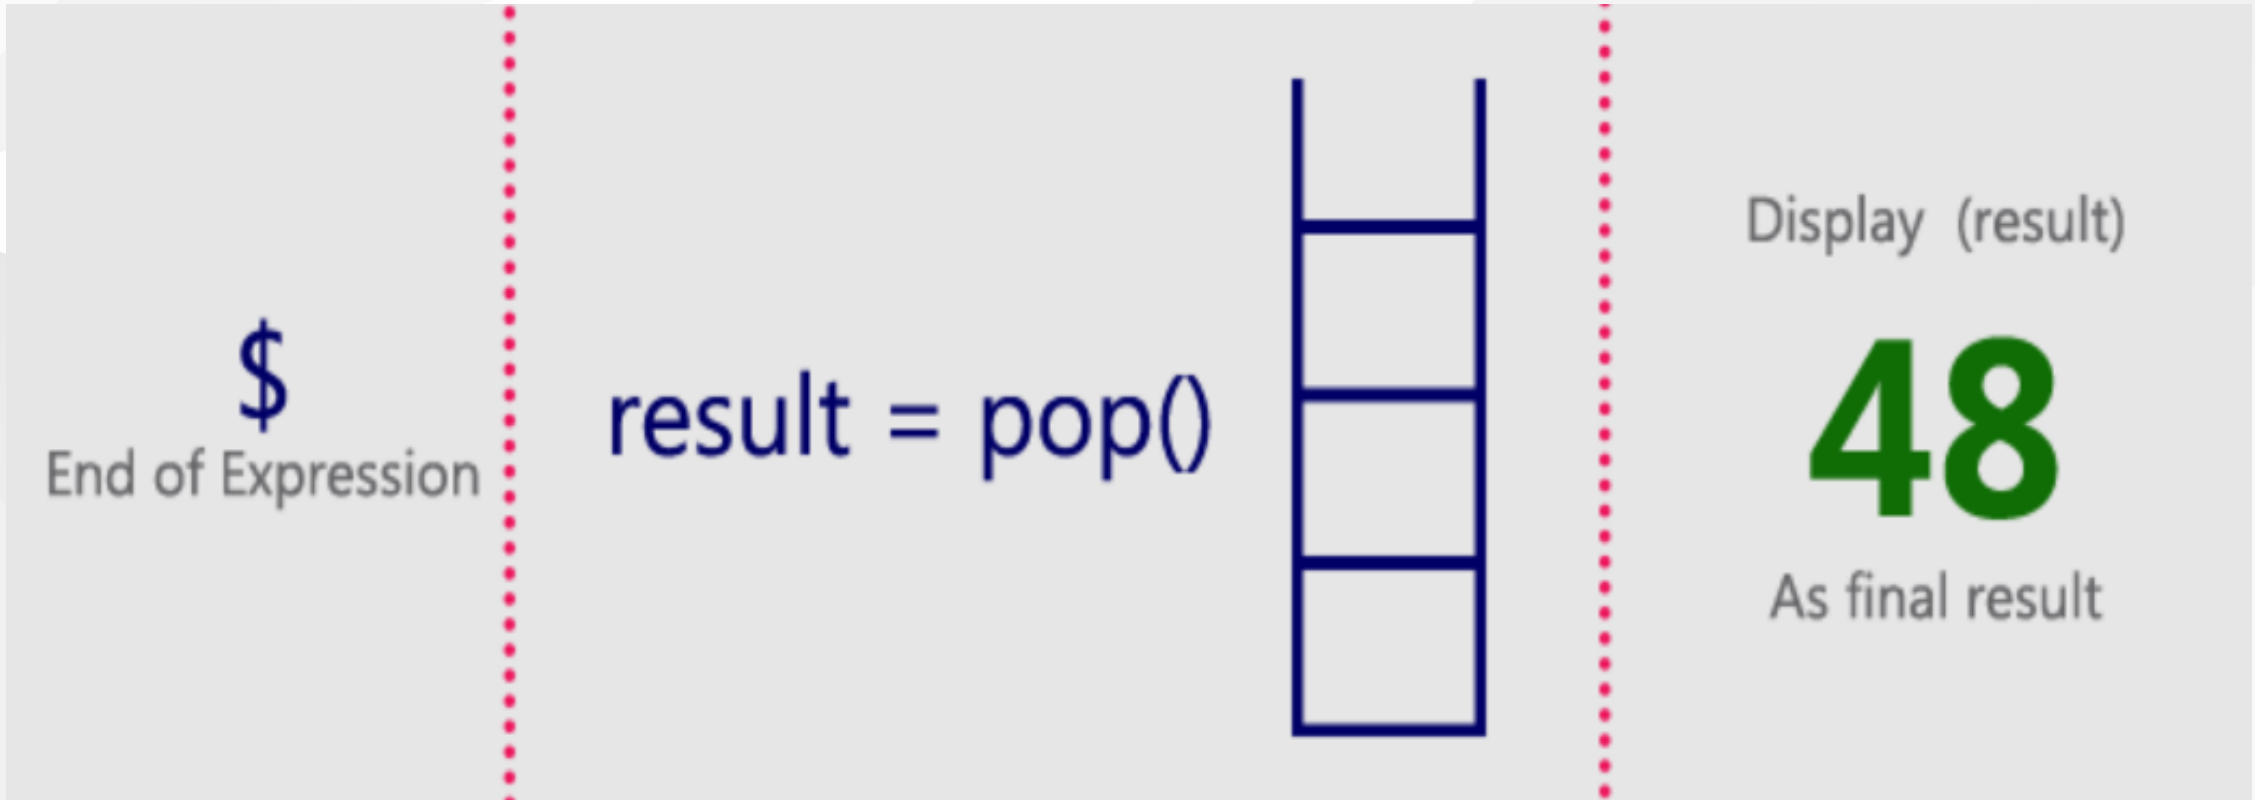 $
End of Expression
result = pop()
Display (result)
48
As final result